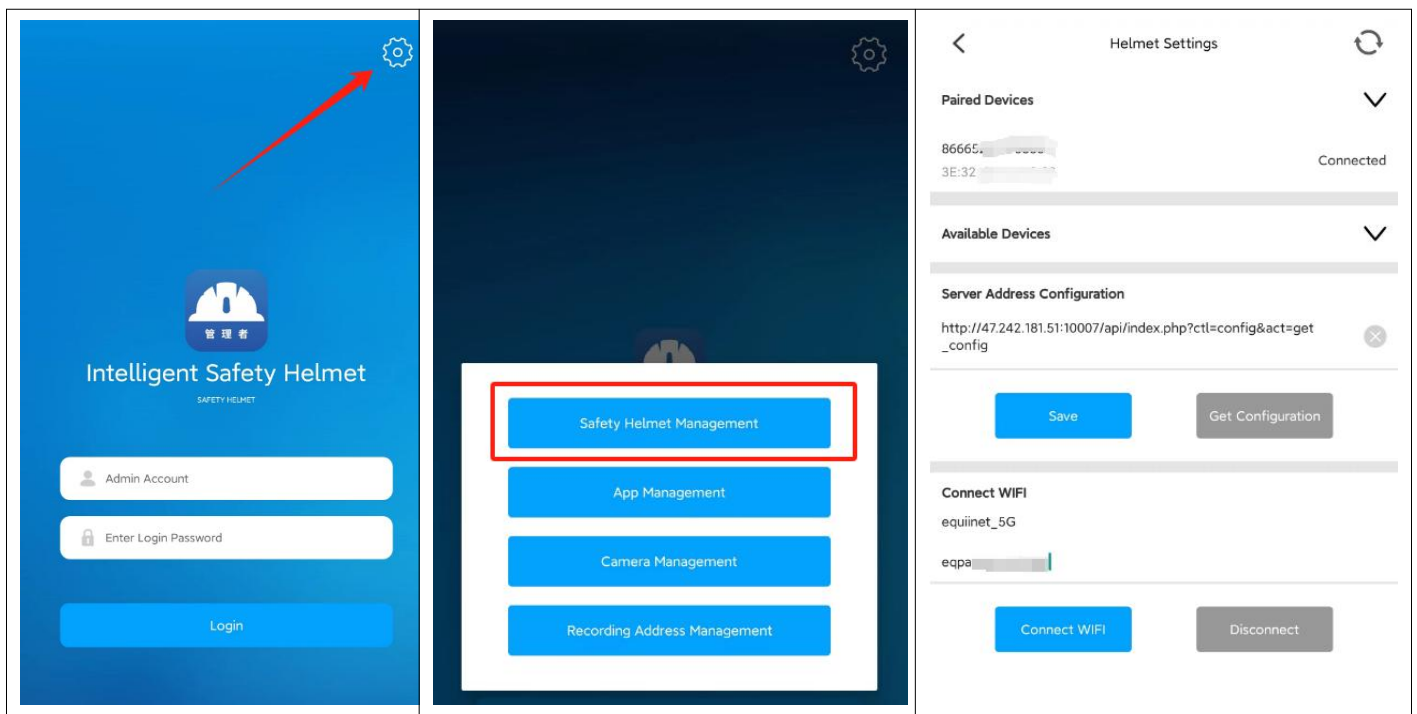 管理者
Intelligent Safety Helmet
SAFETY HELMET
Admin Account
Enter Login Password
Login
Safety Helmet Management
App Management
Camera Management
Recording Address Management
Helmet Settings
Paired Devices
86665
3E:32
Connected
Available Devices
Server Address Configuration
http://47.242.181.51:10007/api/index.php?ctl=config&act=get
_config
Save
Get Configuration
Connect WIFI
equiinet_5G
eqpa
Connect WIFI
Disconnect